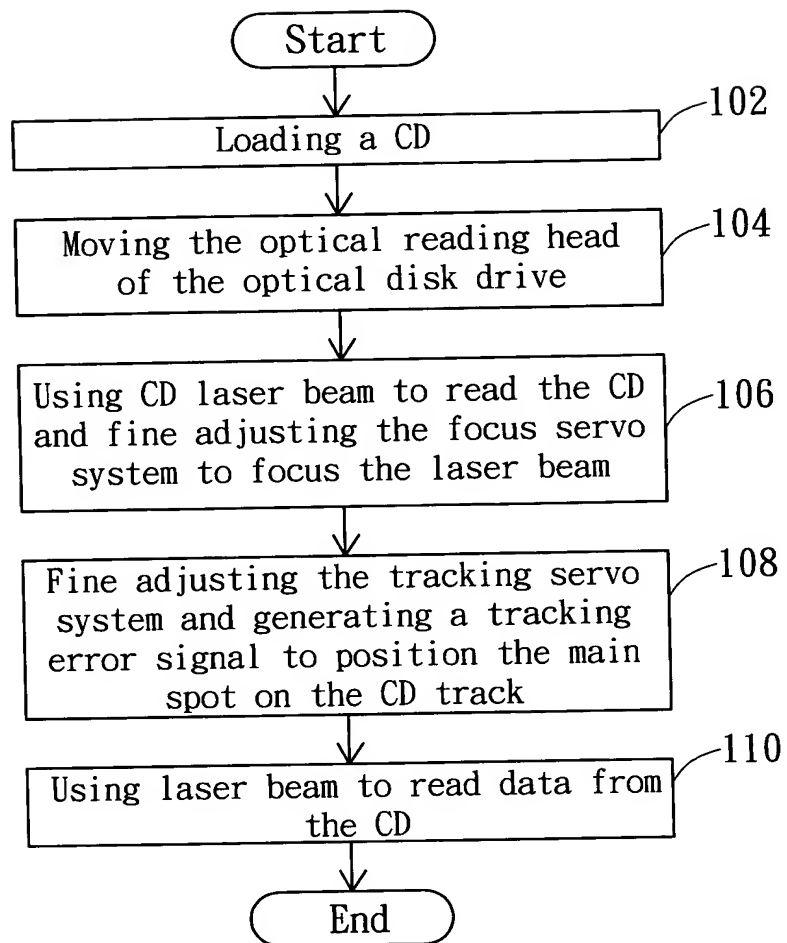 Start
Loading a CD
102
Moving the optical reading head
of the optical disk drive
104
Using CD laser beam to read the CD
and fine adjusting the focus servo
system to focus the laser beam
106
Fine adjusting the tracking servo
system and generating a tracking
error signal to position the main
spot on the CD track
108
Using laser beam to read data from
the CD
110
End